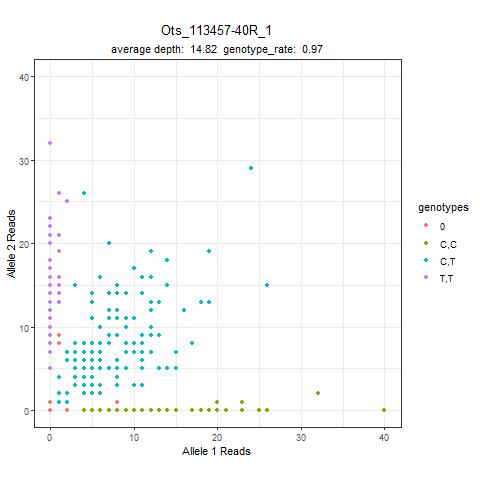 Ots_113457-40R_1
average depth: 14.82 genotype_rate: 0.97
40
30
20
10
0
Allele 2 Reads
0 10 20 30 40
Allele 1 Reads
genotypes
0
C,C
C,T
T,T